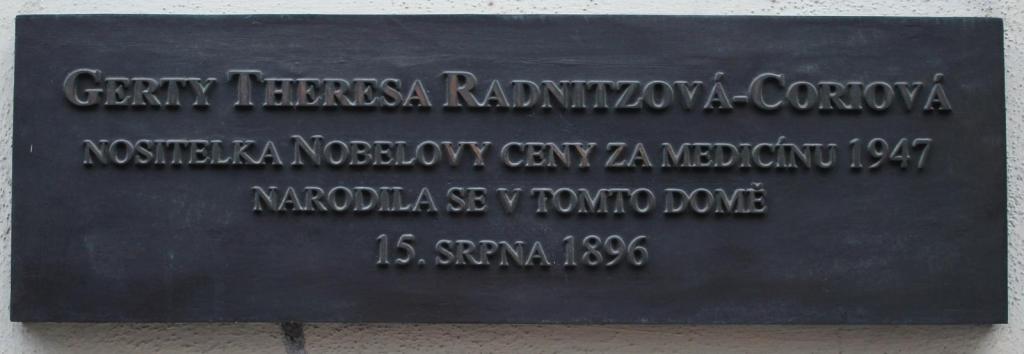 GERTY THERESA RADNITZOVÁ-CORIOVÁ
NOSITELKA NOBELOVY CENY ZA MEDICÍNU 1947
NARODILA SE V TOMTO DOMĚ
15. SRPNA 1896